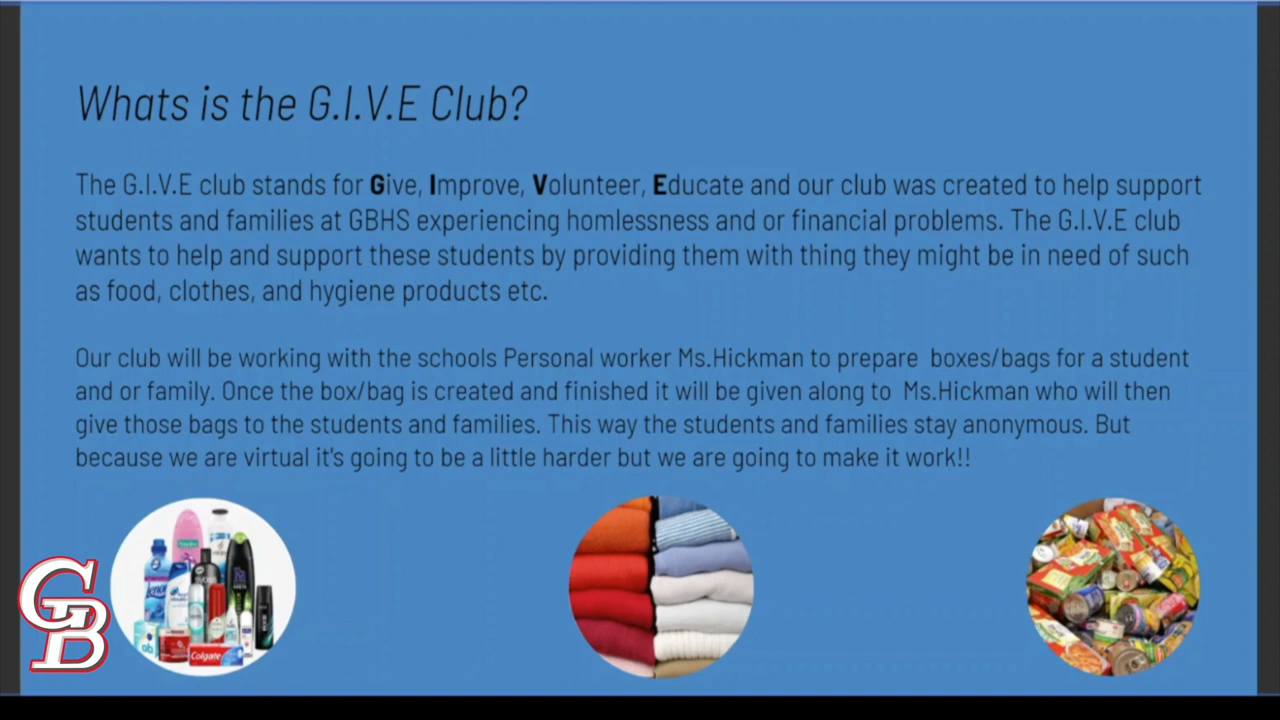 Whats is the G.I.V.E Club?
The G.I.V.E club stands for Give, Improve, Volunteer, Educate and our club was created to help support
students and families at GBHS experiencing homlessness and or financial problems. The G.I.V.E club
wants to help and support these students by providing them with thing they might be in need of such
as food, clothes, and hygiene products etc.
Our club will be working with the schools Personal worker Ms.Hickman to prepare boxes/bags for a student
and or family. Once the box/bag is created and finished it will be given along to Ms.Hickman who will then
give those bags to the students and families. This way the students and families stay anonymous. But
because we are virtual it's going to be a little harder but we are going to make it work!!
GB
Colgate